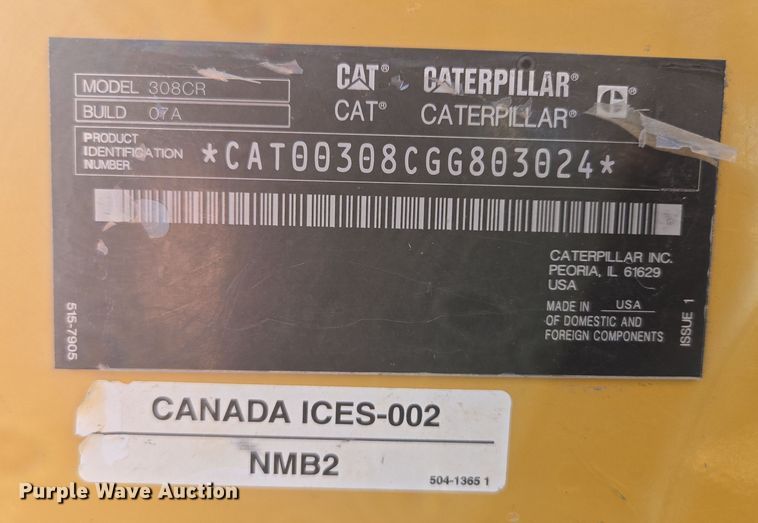 CAT® CATERPILLAR®
CAT® CATERPILLAR®
MODEL 308CR
BUILD 07A
PRODUCT
IDENTIFICATION
NUMBER
*CAT00308CGG803024*
CATERPILLAR INC.
PEORIA, IL 61629
USA
MADE IN USA
OF DOMESTIC AND
FOREIGN COMPONENTS
ISSUE 1
515-7905
CANADA ICES-002
NMB2
504-1365 1
Purple Wave Auction